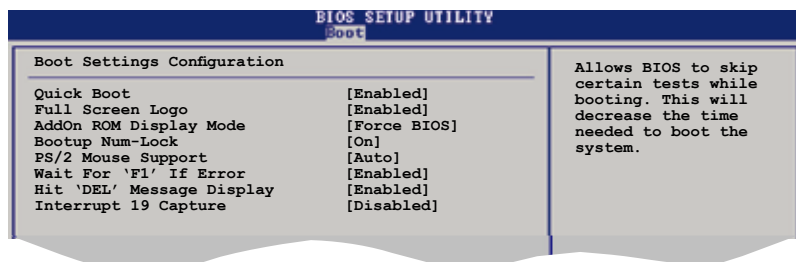 BIOS SETUP UTILITY
Boot
Boot Settings Configuration
Quick Boot [Enabled]
Full Screen Logo [Enabled]
AddOn ROM Display Mode [Force BIOS]
Bootup Num-Lock [On]
PS/2 Mouse Support [Auto]
Wait For ‘F1’ If Error [Enabled]
Hit ‘DEL’ Message Display [Enabled]
Interrupt 19 Capture [Disabled]
Allows BIOS to skip
certain tests while
booting. This will
decrease the time
needed to boot the
system.